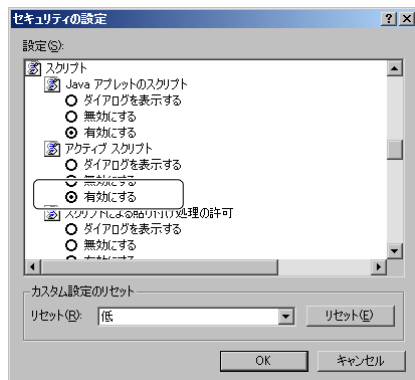 セキュリティの設定
設定(S):
スクリプト
Java アプレットのスクリプト
ダイアログを表示する
無効にする
有効にする
アクティブ スクリプト
ダイアログを表示する
無効にする
有効にする
スクリプトによる貼り付け処理の許可
ダイアログを表示する
無効にする
カスタム設定のリセット
リセット(R): 低 リセット(E)
OK キャンセル